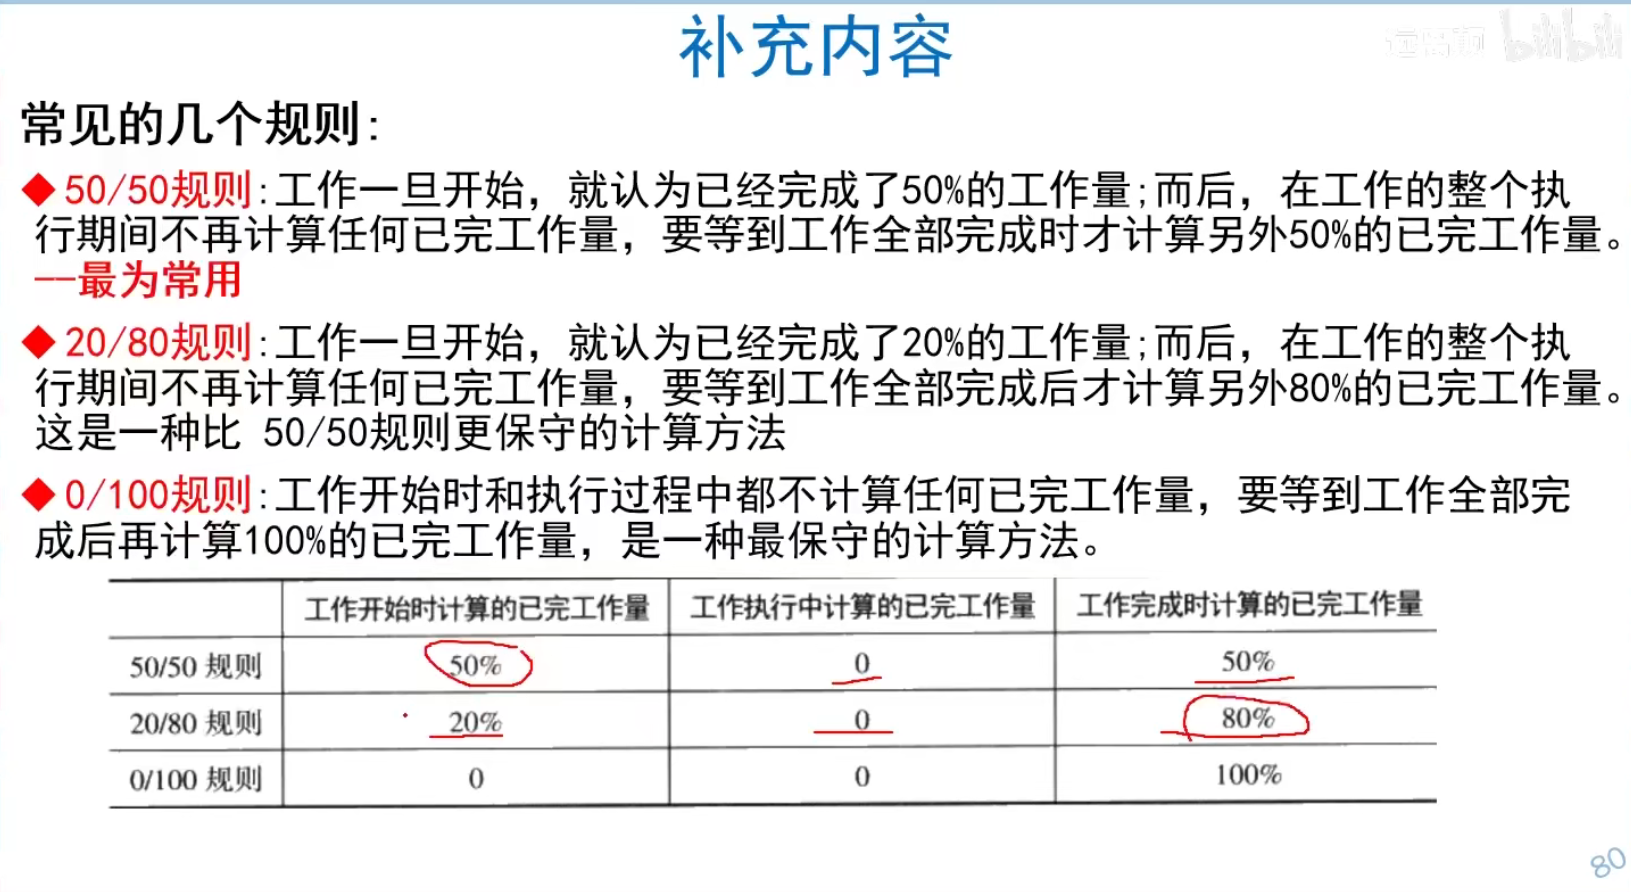 补充内容
bilibili
常见的几个规则:
◆50/50规则:工作一旦开始，就认为已经完成了50%的工作量;而后，在工作的整个执
行期间不再计算任何已完工作量，要等到工作全部完成时才计算另外50%的已完工作量。
--最为常用
◆20/80规则:工作一旦开始，就认为已经完成了20%的工作量;而后，在工作的整个执
行期间不再计算任何已完工作量，要等到工作全部完成后才计算另外80%的已完工作量。
这是一种比 50/50规则更保守的计算方法
◆0/100规则:工作开始时和执行过程中都不计算任何已完工作量，要等到工作全部完
成后再计算100%的已完工作量，是一种最保守的计算方法。
工作开始时计算的已完工作量 工作执行中计算的已完工作量 工作完成时计算的已完工作量
50/50 规则 50% 0 50%
20/80 规则 20% 0 80%
0/100 规则 0 0 100%
80